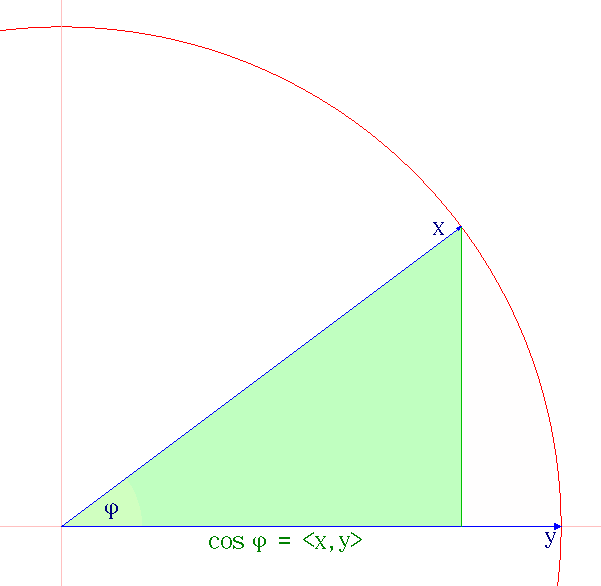 x
φ
y
cos φ = <x,y>